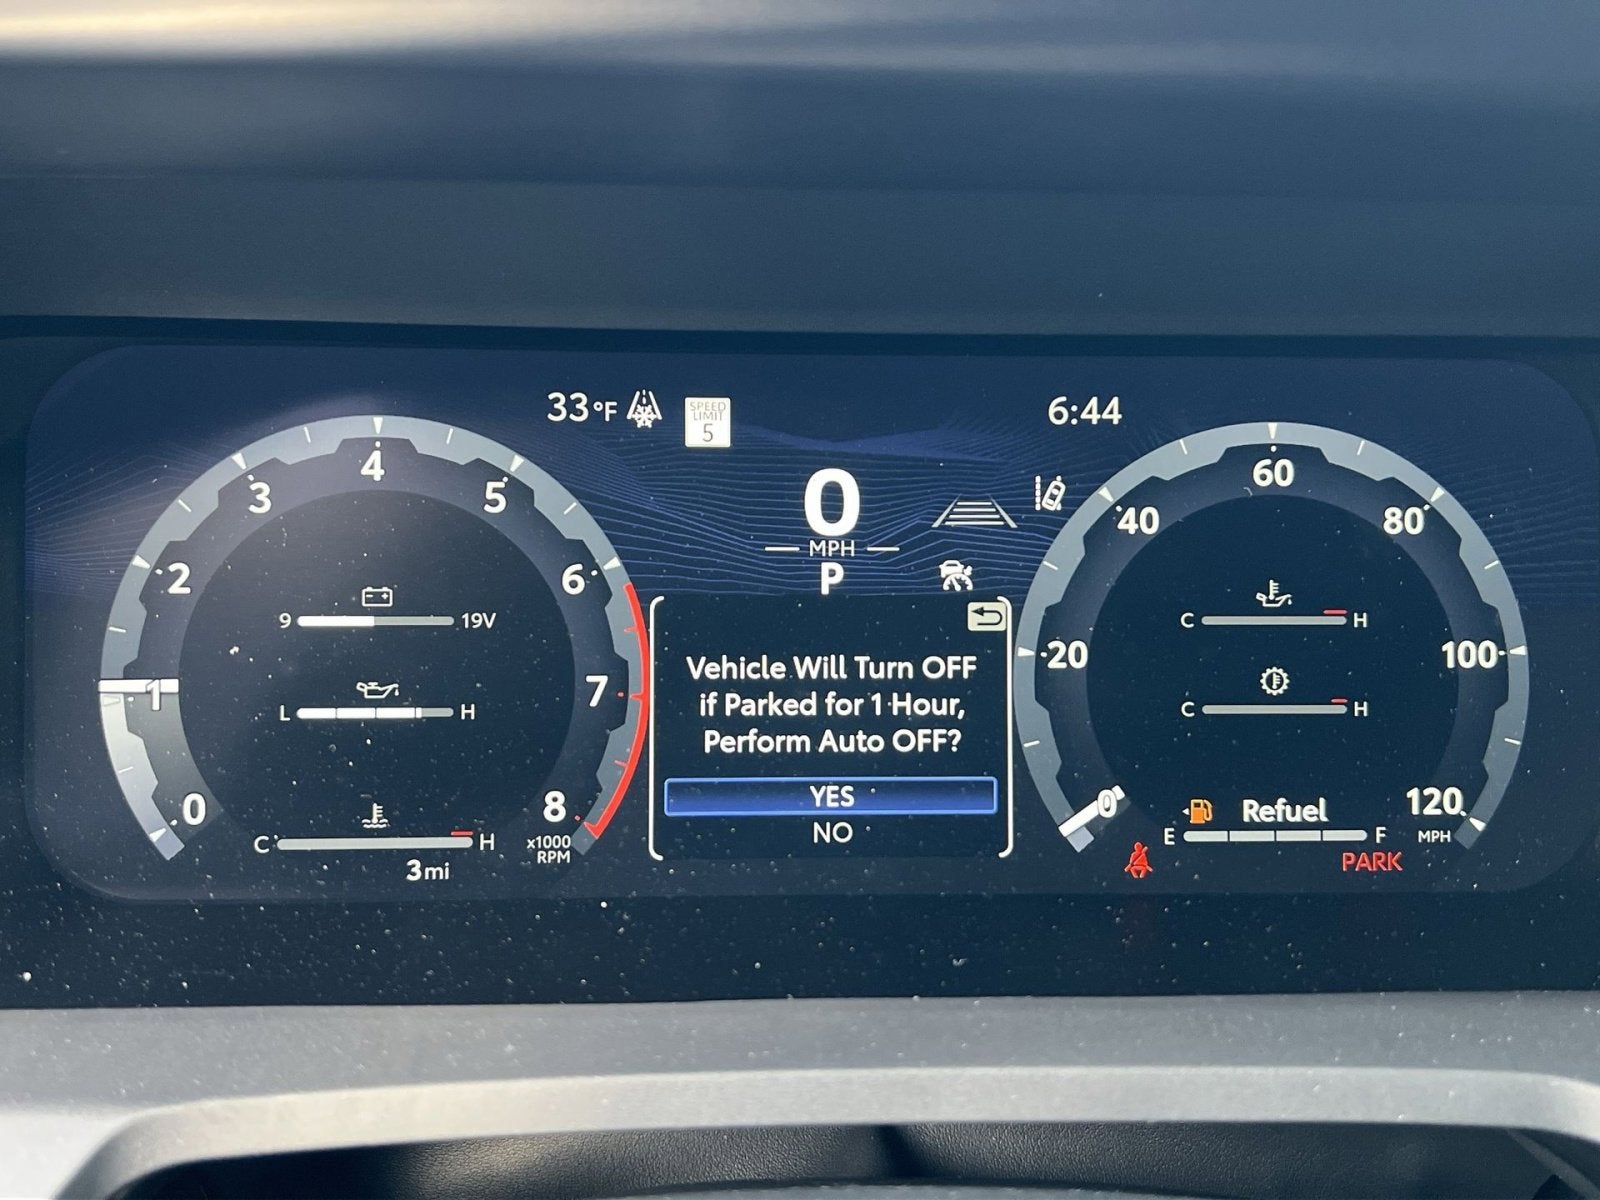 33°F
SPEED
LIMIT
5
6:44
0
MPH
P
0
1
2
3
4
5
6
7
8
x1000
RPM
9 19V
L H
C H
3 mi
Vehicle Will Turn OFF
if Parked for 1 Hour,
Perform Auto OFF?
YES
NO
0
20
40
60
80
100
120
MPH
C H
C H
Refuel
E F
PARK